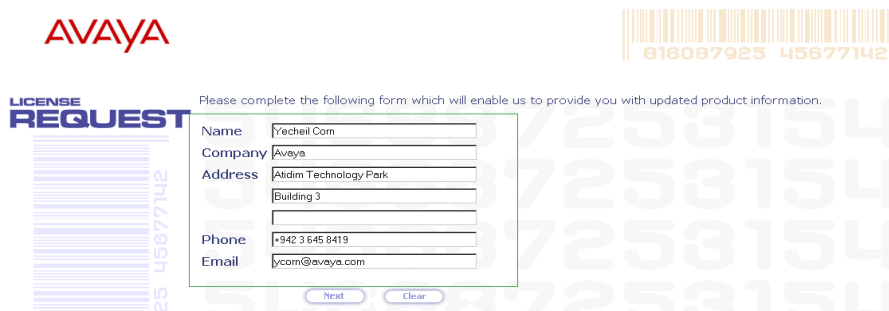 AVAYA
816087925 45677142
LICENSE
REQUEST
Please complete the following form which will enable us to provide you with updated product information.
Name Yecheil Corn
Company Avaya
Address Atidim Technology Park
Building 3
Phone +942 3 645 8419
Email ycorn@avaya.com
Next Clear